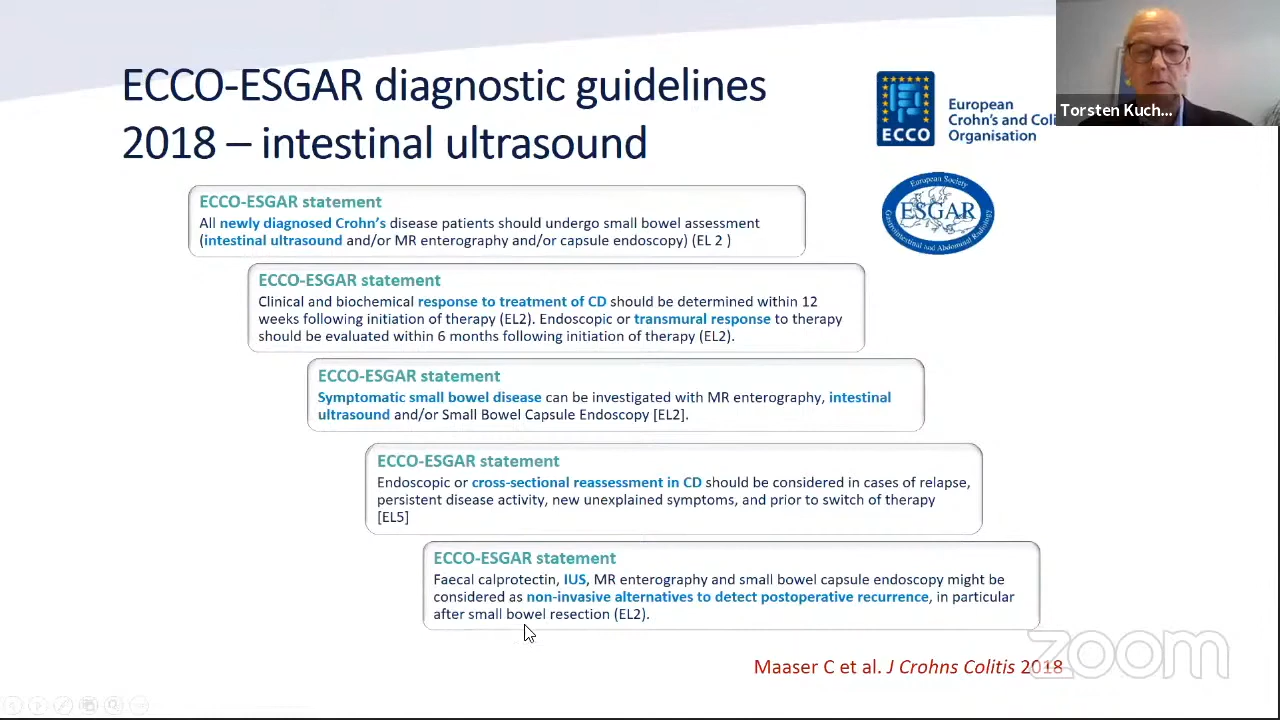 ECCO-ESGAR diagnostic guidelines
2018 – intestinal ultrasound
ECCO
European
Crohn's and Coli
Organisation
Torsten Kuch...
European Society
ESGAR
Gastrointestinal and Abdominal Radiology
ECCO-ESGAR statement
All newly diagnosed Crohn's disease patients should undergo small bowel assessment
(intestinal ultrasound and/or MR enterography and/or capsule endoscopy) (EL 2 )
ECCO-ESGAR statement
Clinical and biochemical response to treatment of CD should be determined within 12
weeks following initiation of therapy (EL2). Endoscopic or transmural response to therapy
should be evaluated within 6 months following initiation of therapy (EL2).
ECCO-ESGAR statement
Symptomatic small bowel disease can be investigated with MR enterography, intestinal
ultrasound and/or Small Bowel Capsule Endoscopy [EL2].
ECCO-ESGAR statement
Endoscopic or cross-sectional reassessment in CD should be considered in cases of relapse,
persistent disease activity, new unexplained symptoms, and prior to switch of therapy
[EL5]
ECCO-ESGAR statement
Faecal calprotectin, IUS, MR enterography and small bowel capsule endoscopy might be
considered as non-invasive alternatives to detect postoperative recurrence, in particular
after small bowel resection (EL2).
Maaser C et al. J Crohns Colitis 2018
zoom